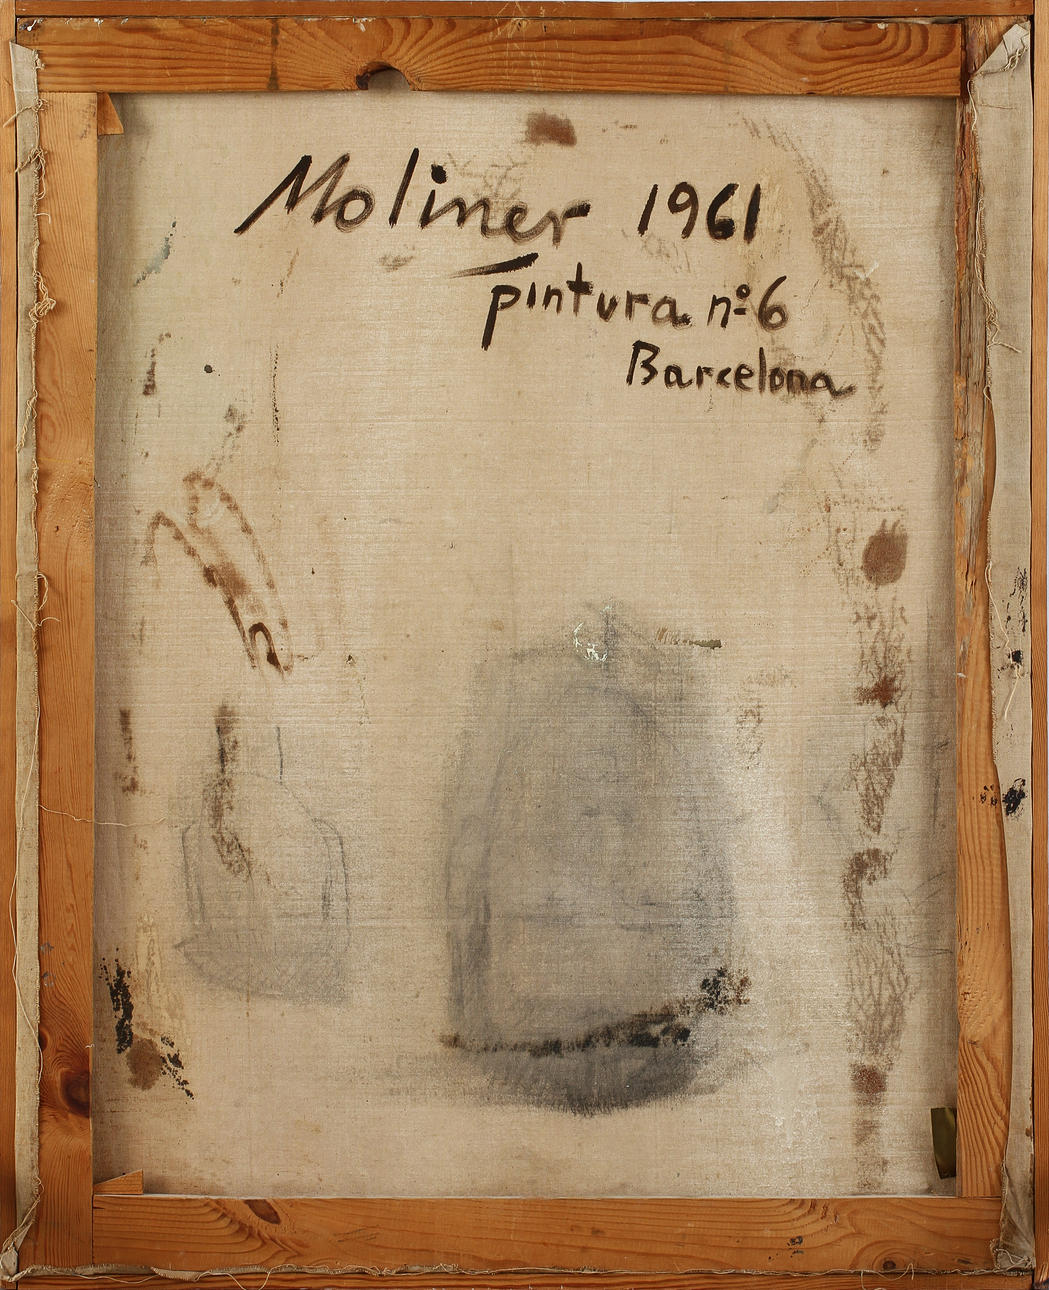 Moliner 1961
pintura nº6
Barcelona